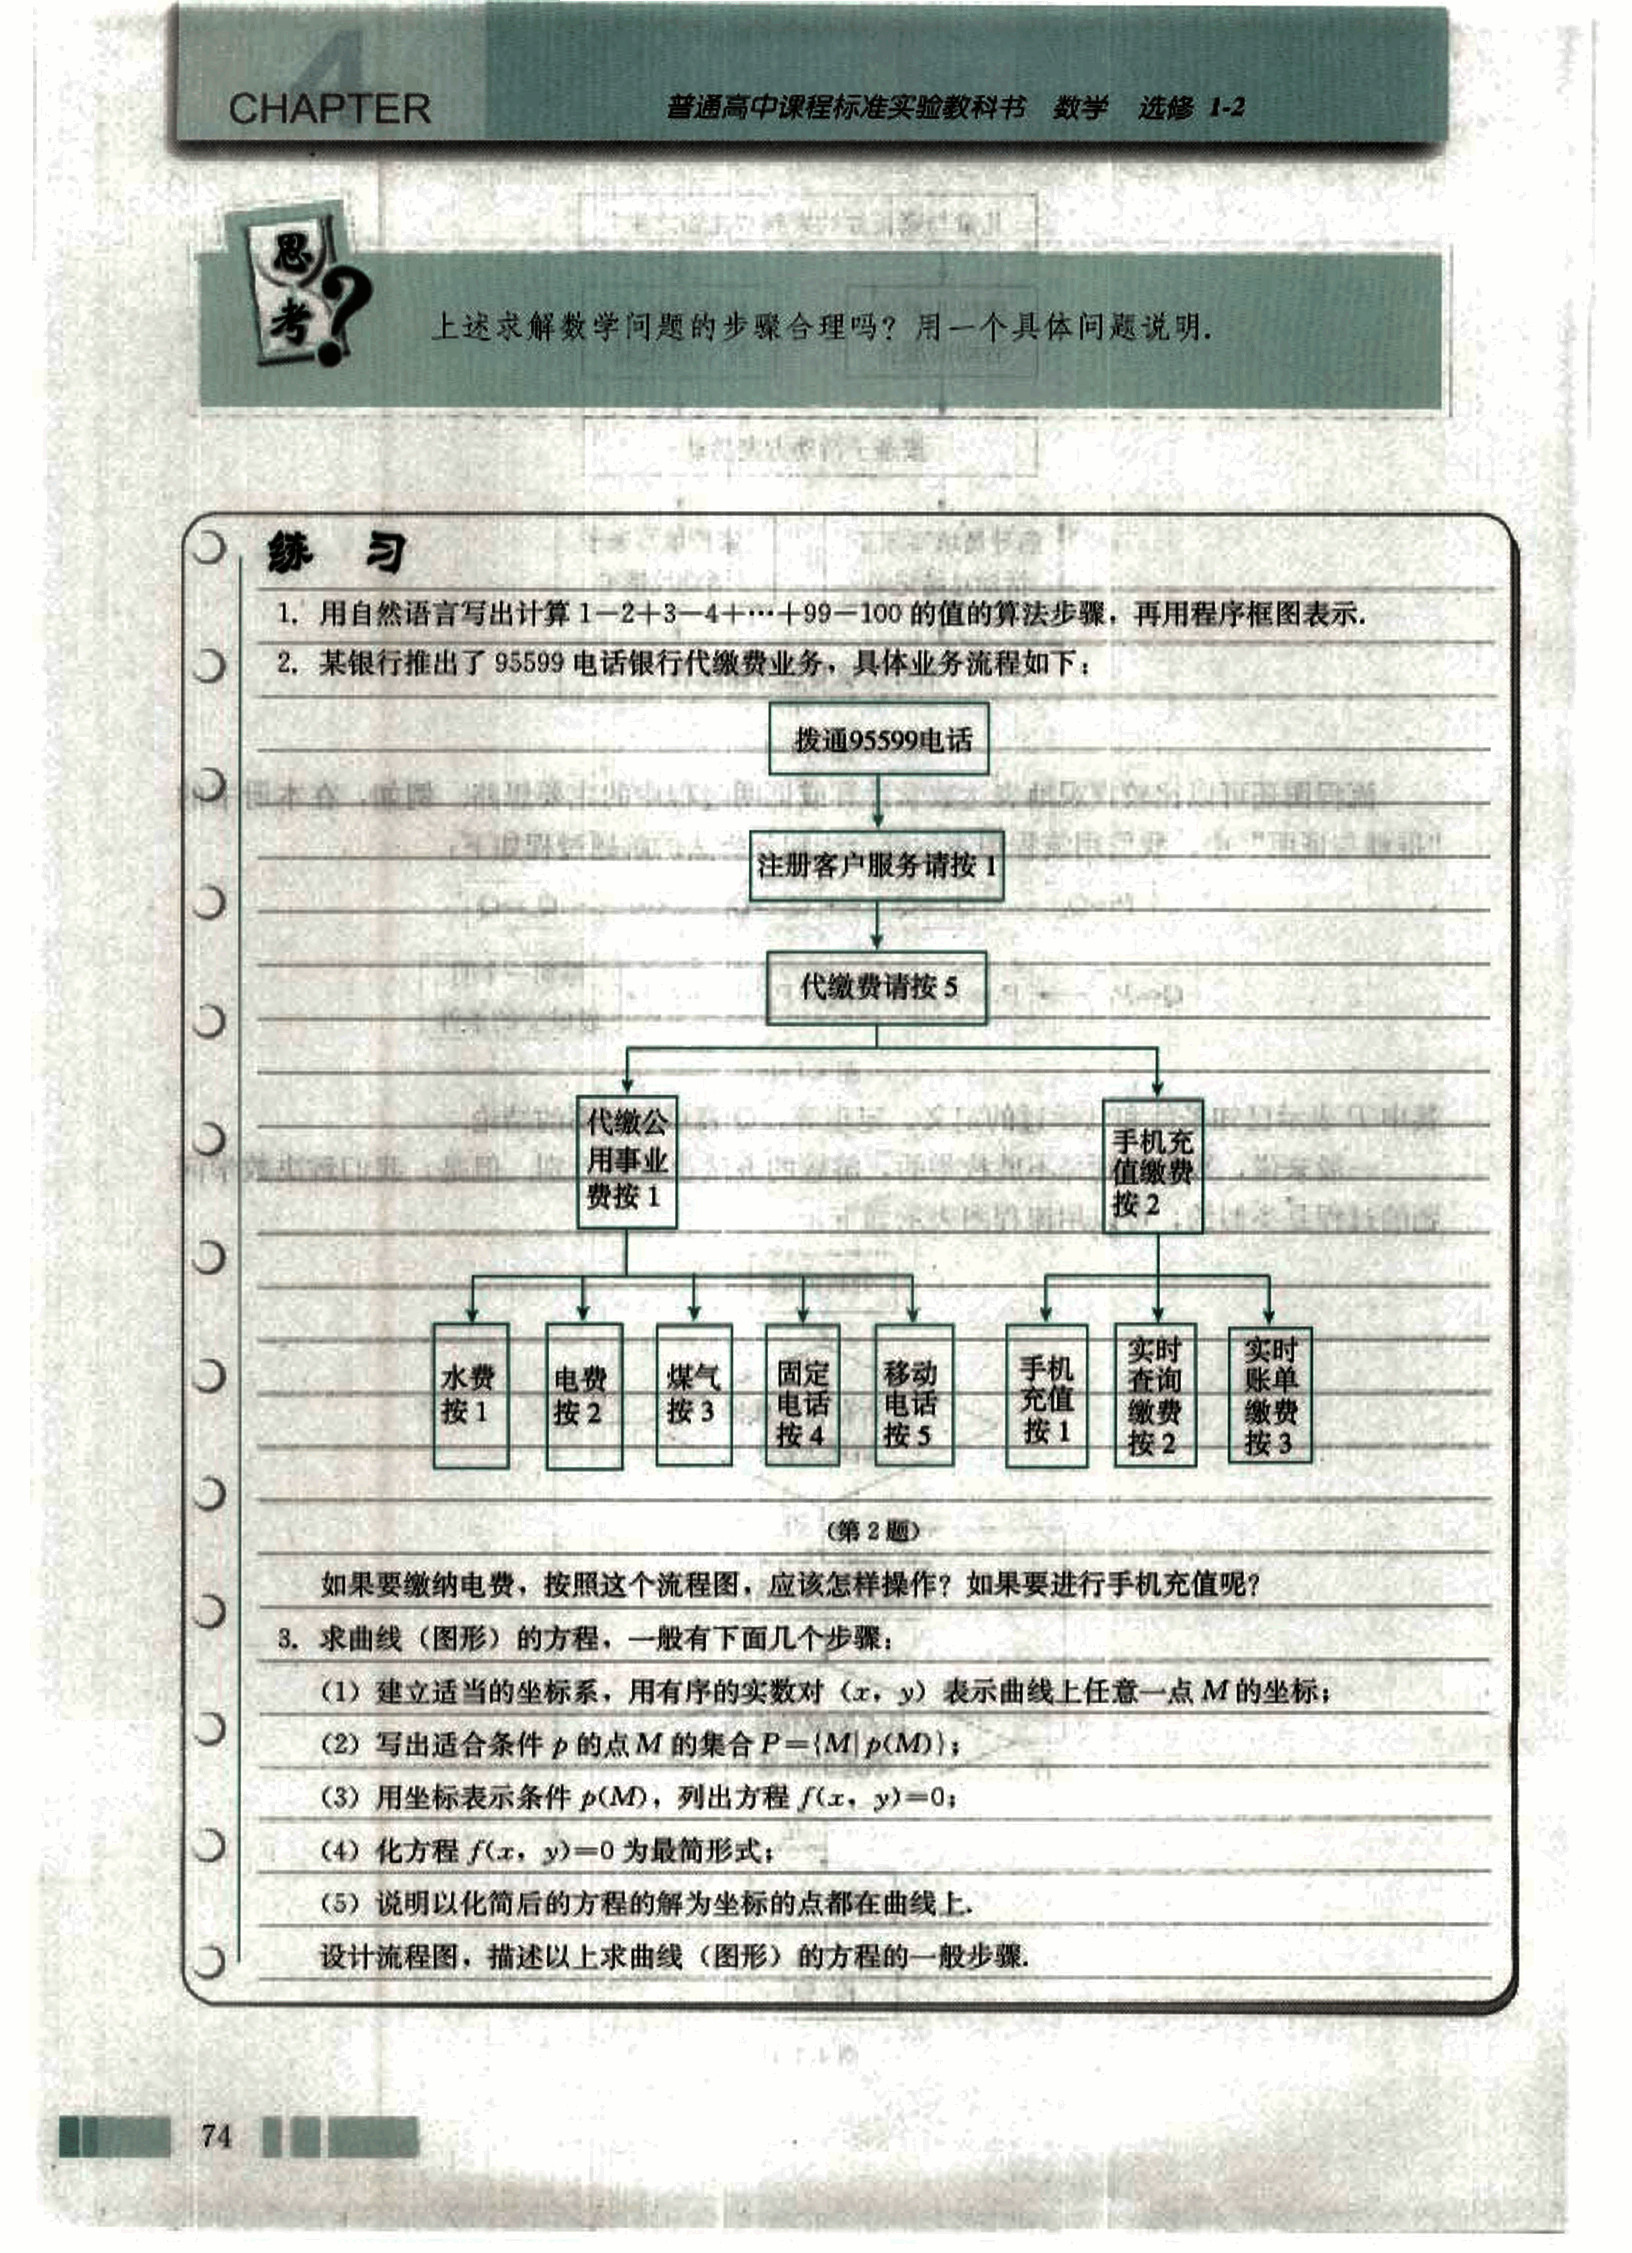 4
CHAPTER
普通高中课程标准实验教科书 数学 选修 1-2
思考?
上述求解数学问题的步骤合理吗？用一个具体问题说明.
练 习
1. 用自然语言写出计算 1－2＋3－4＋…＋99－100 的值的算法步骤，再用程序框图表示.
2. 某银行推出了 95599 电话银行代缴费业务，具体业务流程如下：
拨通95599电话
注册客户服务请按 1
代缴费请按 5
代缴公
用事业
费按 1
手机充
值缴费
按 2
水费
按 1
电费
按 2
煤气
按 3
固定
电话
按 4
移动
电话
按 5
手机
充值
按 1
实时
查询
缴费
按 2
实时
账单
缴费
按 3
（第 2 题）
如果要缴纳电费，按照这个流程图，应该怎样操作？如果要进行手机充值呢？
3. 求曲线（图形）的方程，一般有下面几个步骤：
（1）建立适当的坐标系，用有序的实数对（x，y）表示曲线上任意一点 M 的坐标；
（2）写出适合条件 p 的点 M 的集合 P＝{M| p(M)}；
（3）用坐标表示条件 p(M)，列出方程 f(x，y)＝0；
（4）化方程 f(x，y)＝0 为最简形式；
（5）说明以化简后的方程的解为坐标的点都在曲线上.
设计流程图，描述以上求曲线（图形）的方程的一般步骤.
74